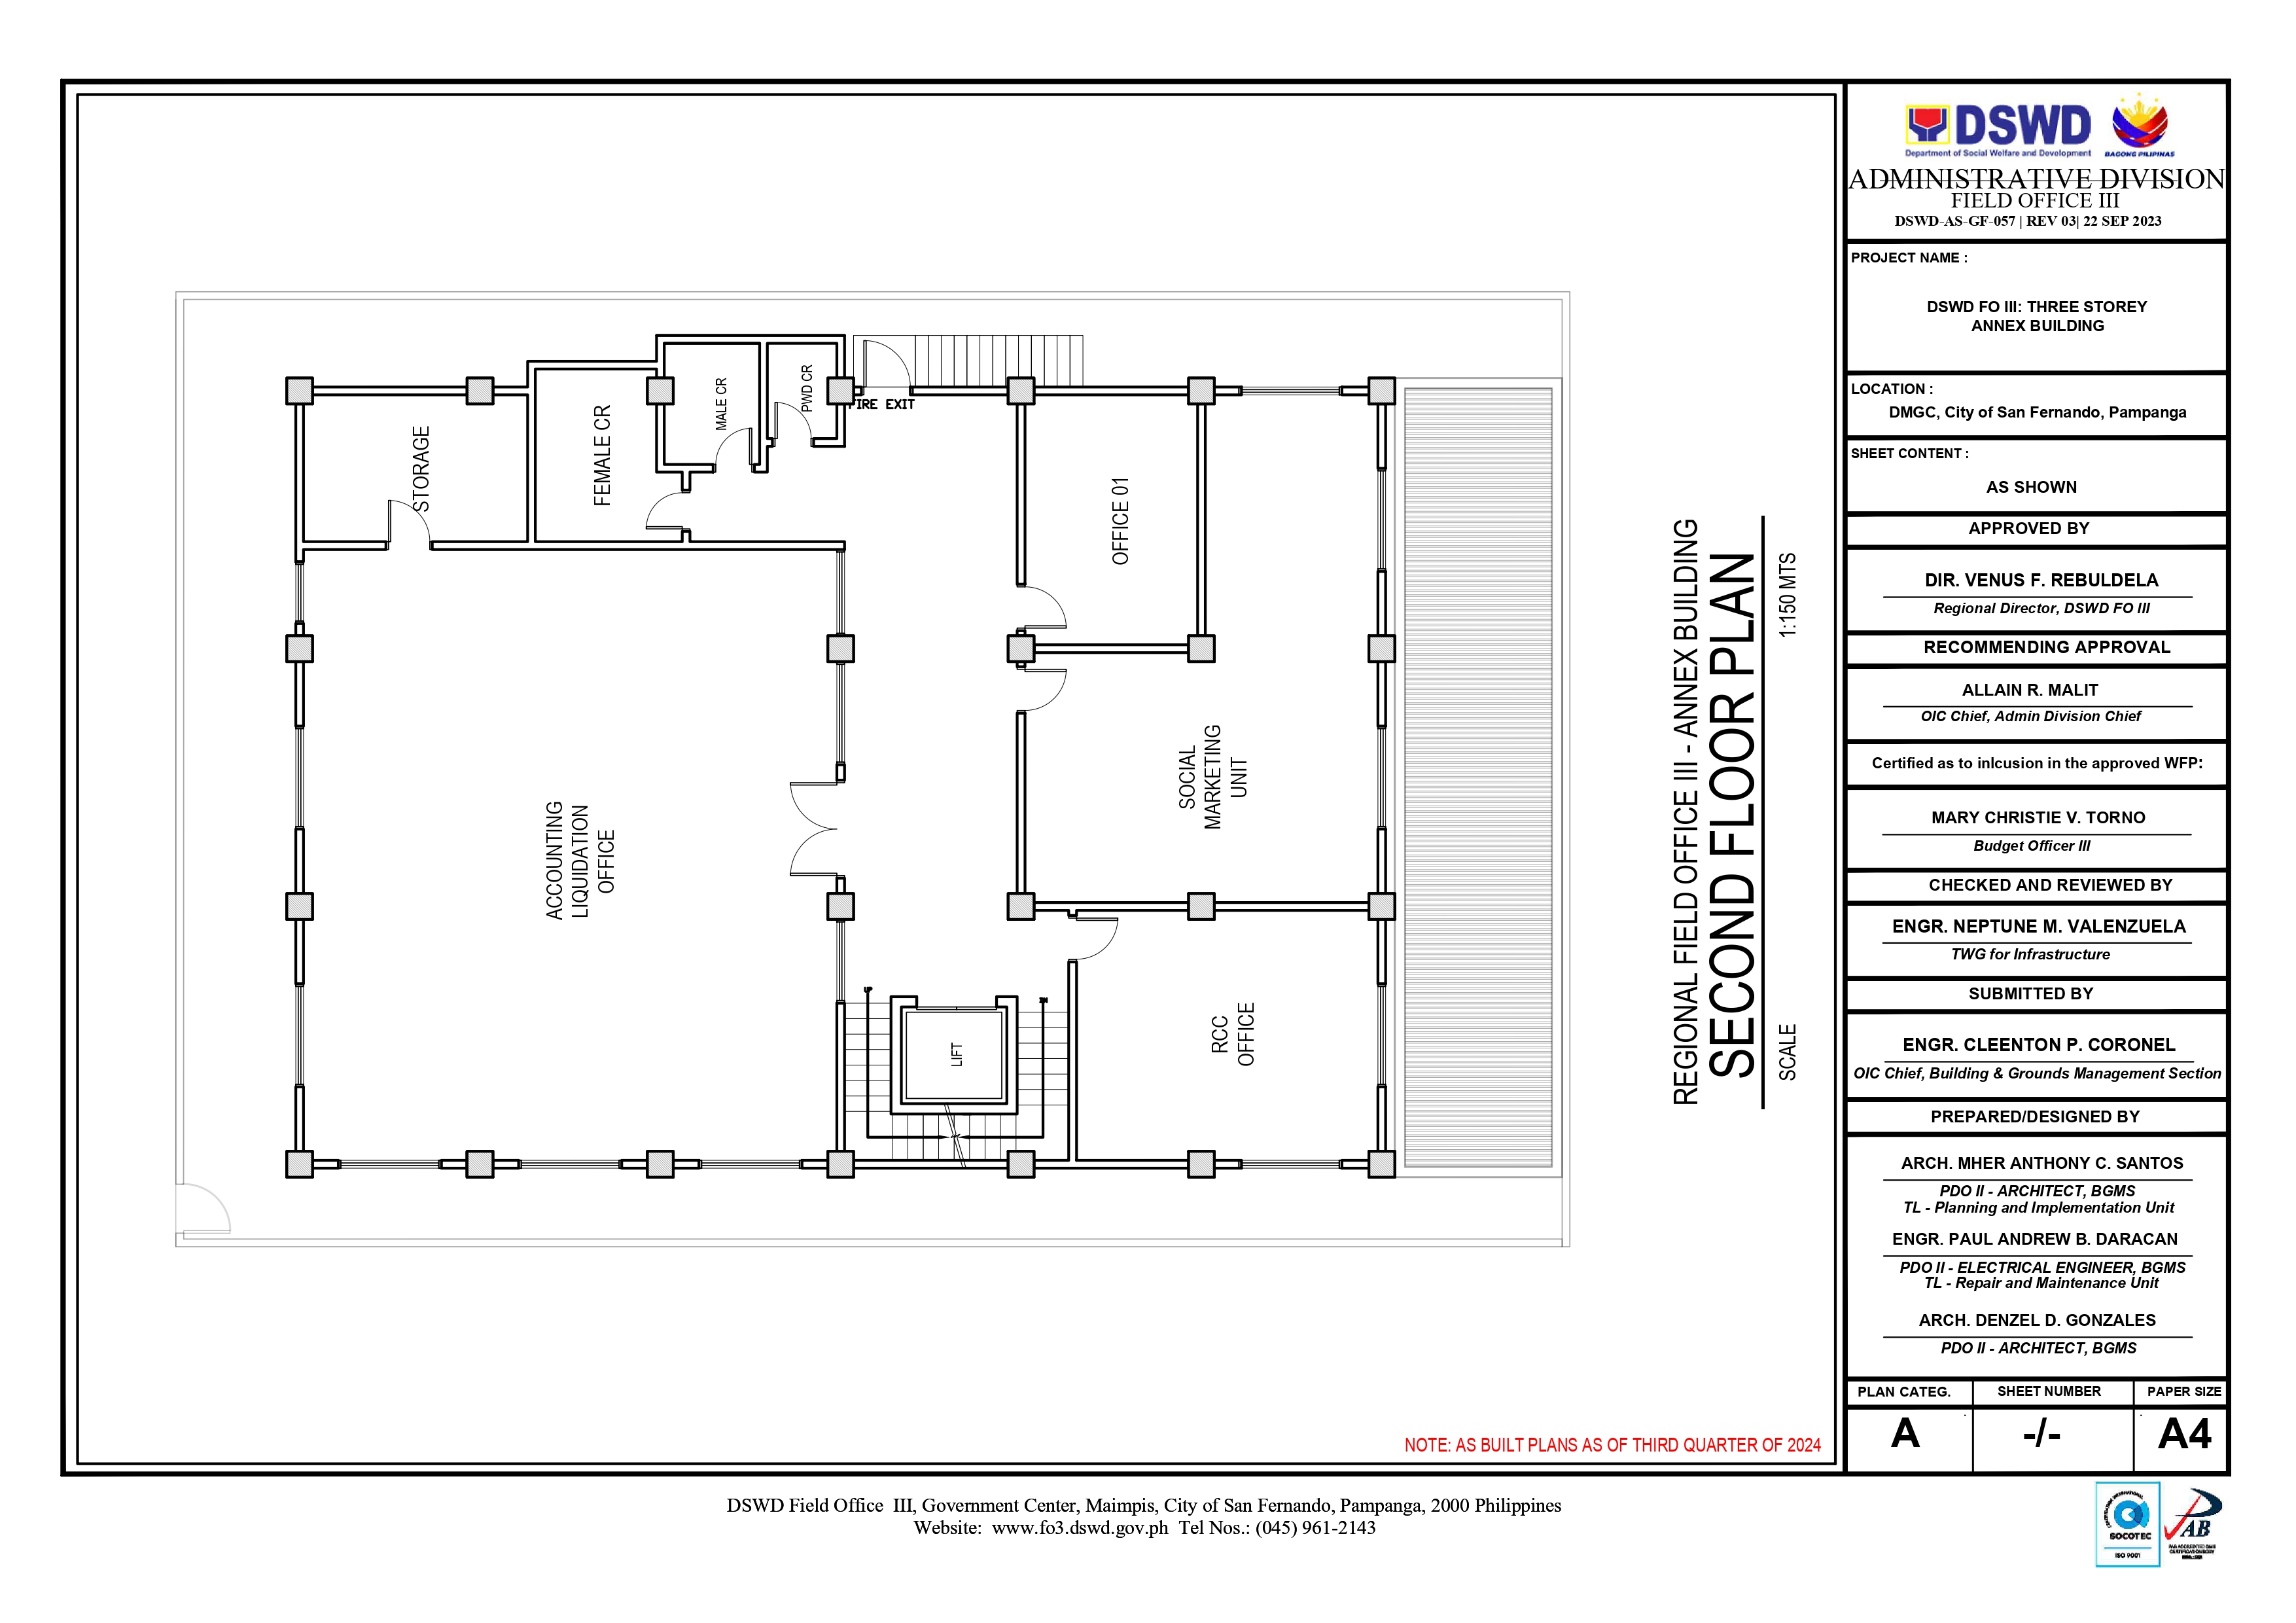 DSWD
Department of Social Welfare and Development
BAGONG PILIPINAS
ADMINISTRATIVE DIVISION
FIELD OFFICE III
DSWD-AS-GF-057 | REV 03| 22 SEP 2023
PROJECT NAME :
DSWD FO III: THREE STOREY
ANNEX BUILDING
LOCATION :
DMGC, City of San Fernando, Pampanga
SHEET CONTENT :
AS SHOWN
APPROVED BY
DIR. VENUS F. REBULDELA
Regional Director, DSWD FO III
RECOMMENDING APPROVAL
ALLAIN R. MALIT
OIC Chief, Admin Division Chief
Certified as to inlcusion in the approved WFP:
MARY CHRISTIE V. TORNO
Budget Officer III
CHECKED AND REVIEWED BY
ENGR. NEPTUNE M. VALENZUELA
TWG for Infrastructure
SUBMITTED BY
ENGR. CLEENTON P. CORONEL
OIC Chief, Building & Grounds Management Section
PREPARED/DESIGNED BY
ARCH. MHER ANTHONY C. SANTOS
PDO II - ARCHITECT, BGMS
TL - Planning and Implementation Unit
ENGR. PAUL ANDREW B. DARACAN
PDO II - ELECTRICAL ENGINEER, BGMS
TL - Repair and Maintenance Unit
ARCH. DENZEL D. GONZALES
PDO II - ARCHITECT, BGMS
PLAN CATEG.
SHEET NUMBER
PAPER SIZE
A
-/-
A4
STORAGE
FEMALE CR
MALE CR
PWD CR
FIRE EXIT
OFFICE 01
ACCOUNTING
LIQUIDATION
OFFICE
SOCIAL
MARKETING
UNIT
UP
LIFT
RCC
OFFICE
REGIONAL FIELD OFFICE III - ANNEX BUILDING
SECOND FLOOR PLAN
SCALE
1:150 MTS
NOTE: AS BUILT PLANS AS OF THIRD QUARTER OF 2024
DSWD Field Office III, Government Center, Maimpis, City of San Fernando, Pampanga, 2000 Philippines
Website: www.fo3.dswd.gov.ph Tel Nos.: (045) 961-2143
SOCOTEC
ISO 9001
PAB